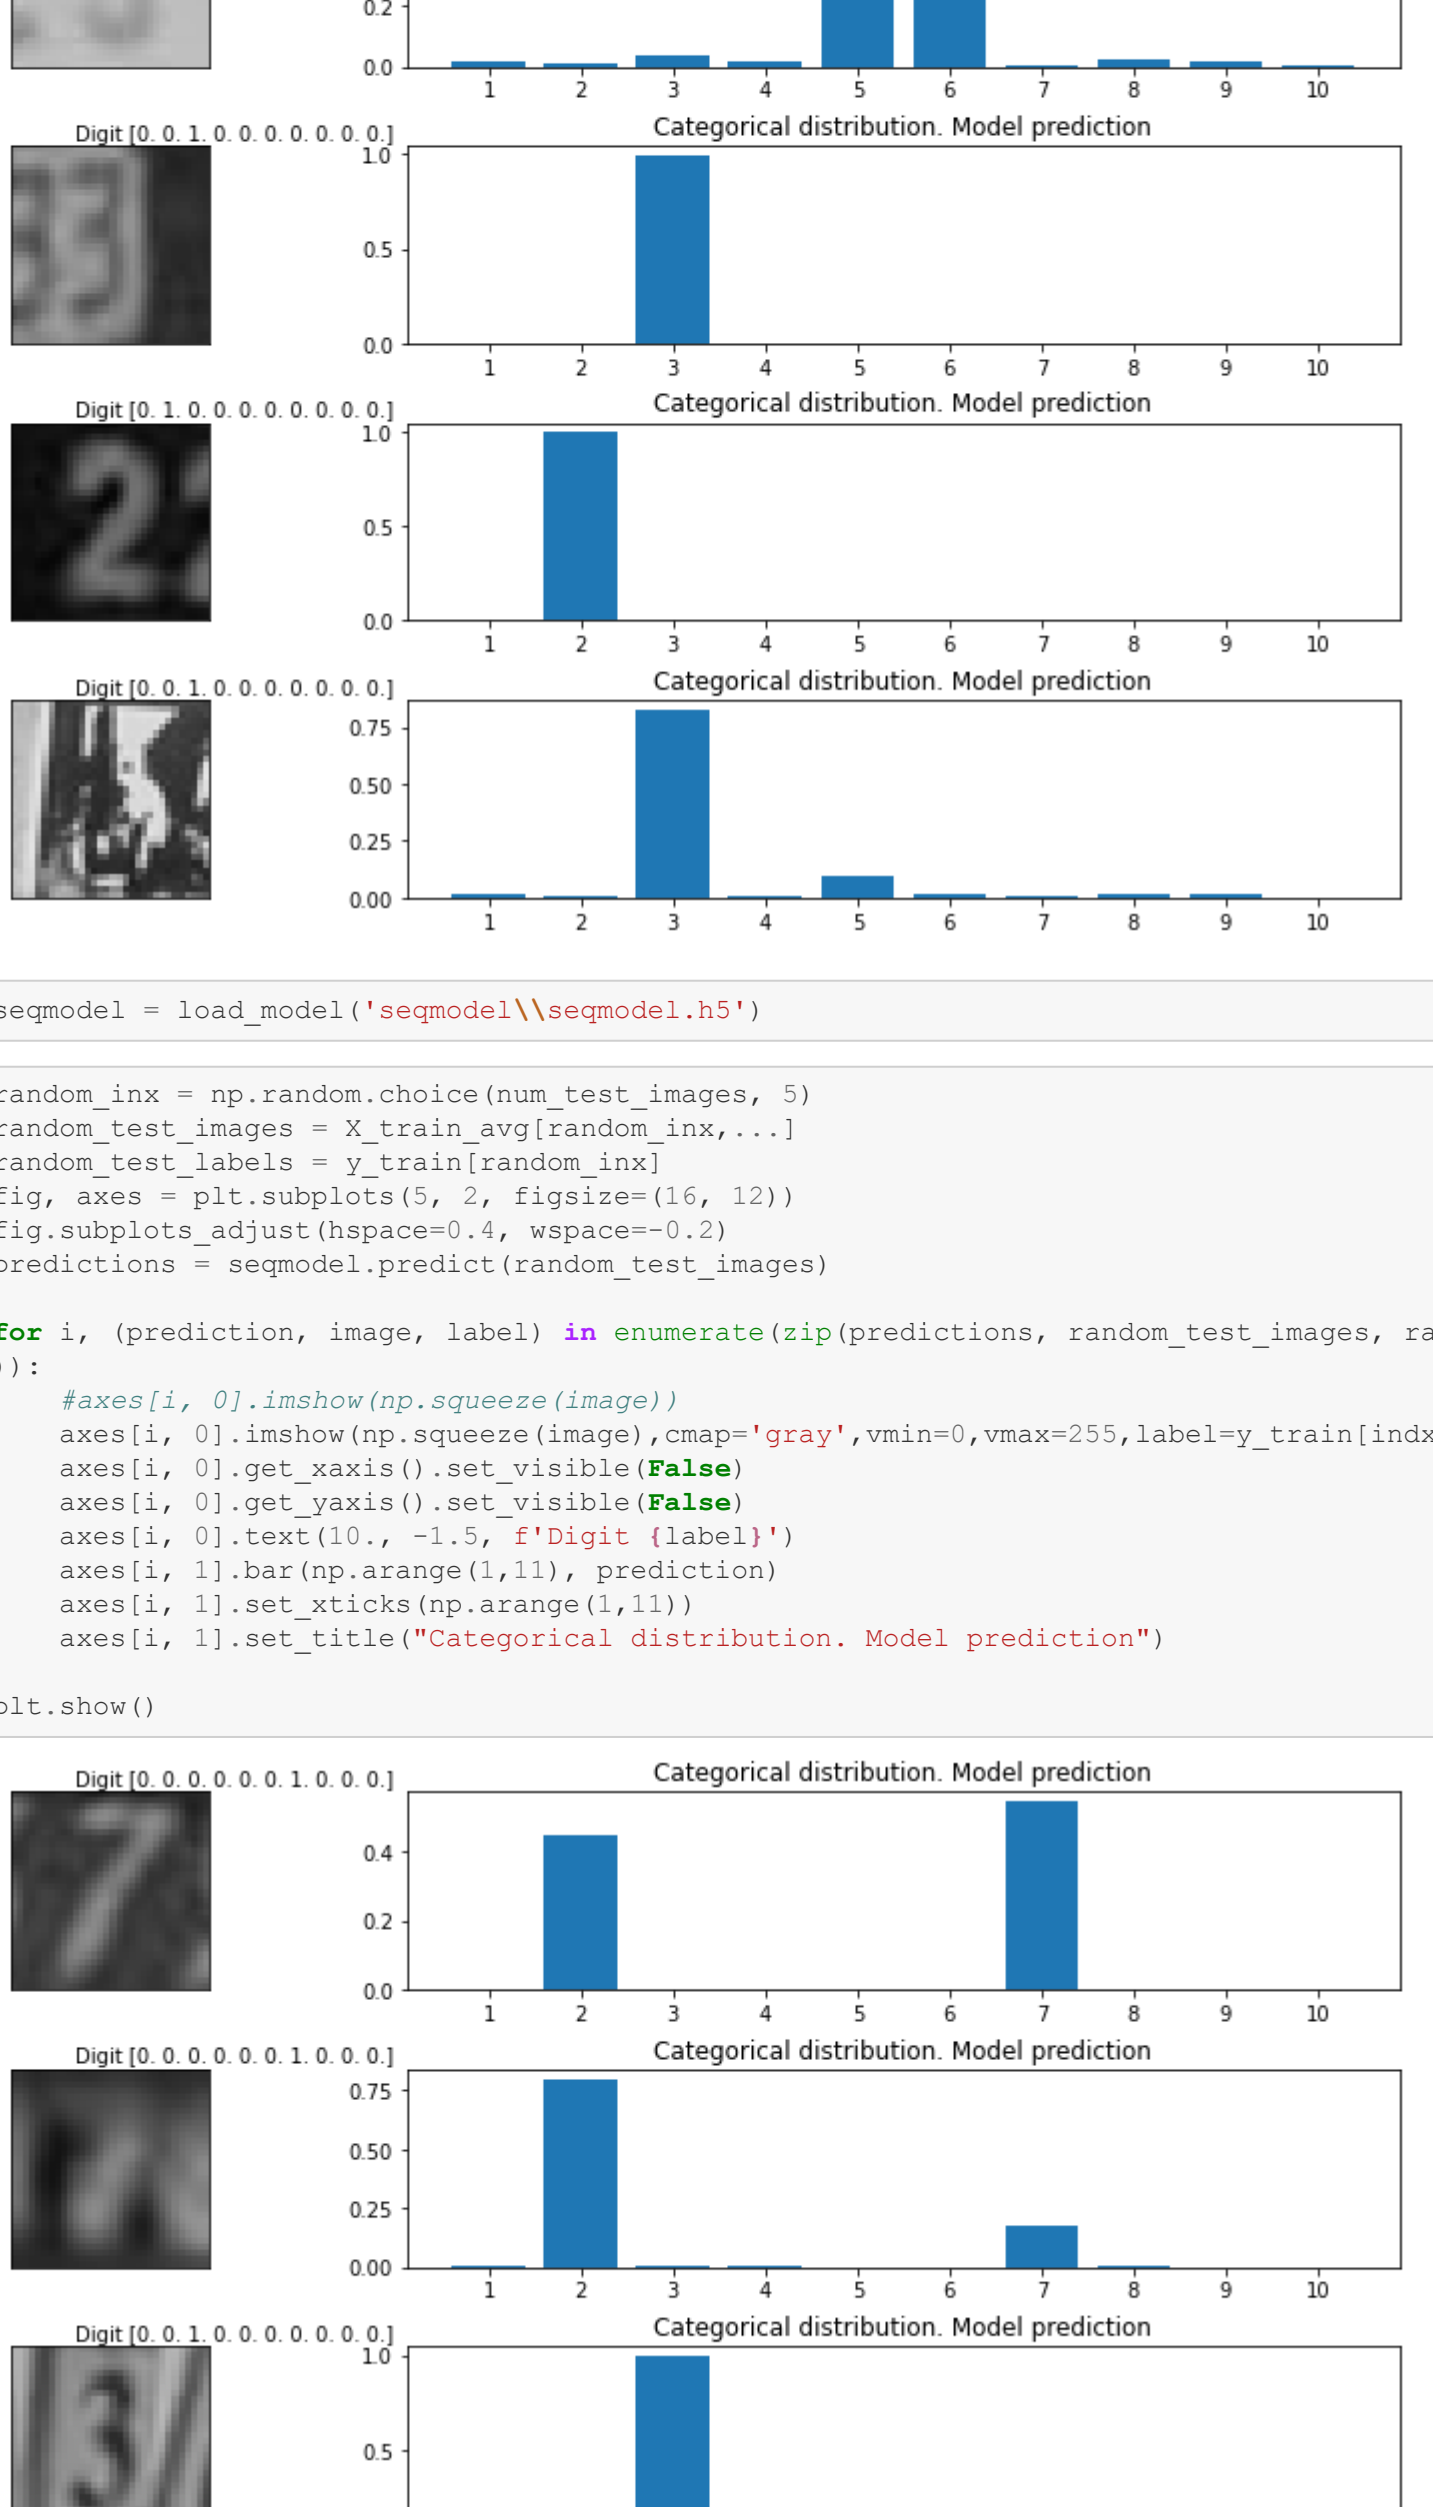 0.2
0.0
1 2 3 4 5 6 7 8 9 10
Digit [0. 0. 1. 0. 0. 0. 0. 0. 0. 0.]
Categorical distribution. Model prediction
1.0
0.5
0.0
1 2 3 4 5 6 7 8 9 10
Digit [0. 1. 0. 0. 0. 0. 0. 0. 0. 0.]
Categorical distribution. Model prediction
1.0
0.5
0.0
1 2 3 4 5 6 7 8 9 10
Digit [0. 0. 1. 0. 0. 0. 0. 0. 0. 0.]
Categorical distribution. Model prediction
0.75
0.50
0.25
0.00
1 2 3 4 5 6 7 8 9 10
seqmodel = load_model('seqmodel\\seqmodel.h5')
random_inx = np.random.choice(num_test_images, 5)
random_test_images = X_train_avg[random_inx,...]
random_test_labels = y_train[random_inx]
fig, axes = plt.subplots(5, 2, figsize=(16, 12))
fig.subplots_adjust(hspace=0.4, wspace=-0.2)
predictions = seqmodel.predict(random_test_images)
for i, (prediction, image, label) in enumerate(zip(predictions, random_test_images, ra
)):
#axes[i, 0].imshow(np.squeeze(image))
axes[i, 0].imshow(np.squeeze(image),cmap='gray',vmin=0,vmax=255,label=y_train[indx
axes[i, 0].get_xaxis().set_visible(False)
axes[i, 0].get_yaxis().set_visible(False)
axes[i, 0].text(10., -1.5, f'Digit {label}')
axes[i, 1].bar(np.arange(1,11), prediction)
axes[i, 1].set_xticks(np.arange(1,11))
axes[i, 1].set_title("Categorical distribution. Model prediction")
plt.show()
Digit [0. 0. 0. 0. 0. 0. 1. 0. 0. 0.]
Categorical distribution. Model prediction
7
0.4
0.2
0.0
1 2 3 4 5 6 7 8 9 10
Digit [0. 0. 0. 0. 0. 0. 1. 0. 0. 0.]
Categorical distribution. Model prediction
0.75
0.50
0.25
0.00
1 2 3 4 5 6 7 8 9 10
Digit [0. 0. 1. 0. 0. 0. 0. 0. 0. 0.]
Categorical distribution. Model prediction
3
1.0
0.5